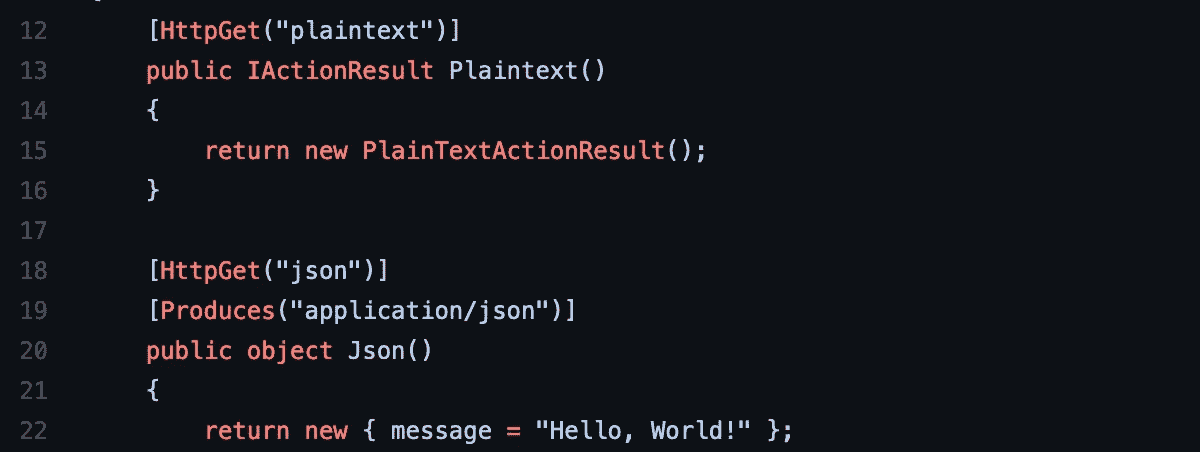 12 [HttpGet("plaintext")]
13 public IActionResult Plaintext()
14 {
15 return new PlainTextActionResult();
16 }
17
18 [HttpGet("json")]
19 [Produces("application/json")]
20 public object Json()
21 {
22 return new { message = "Hello, World!" };